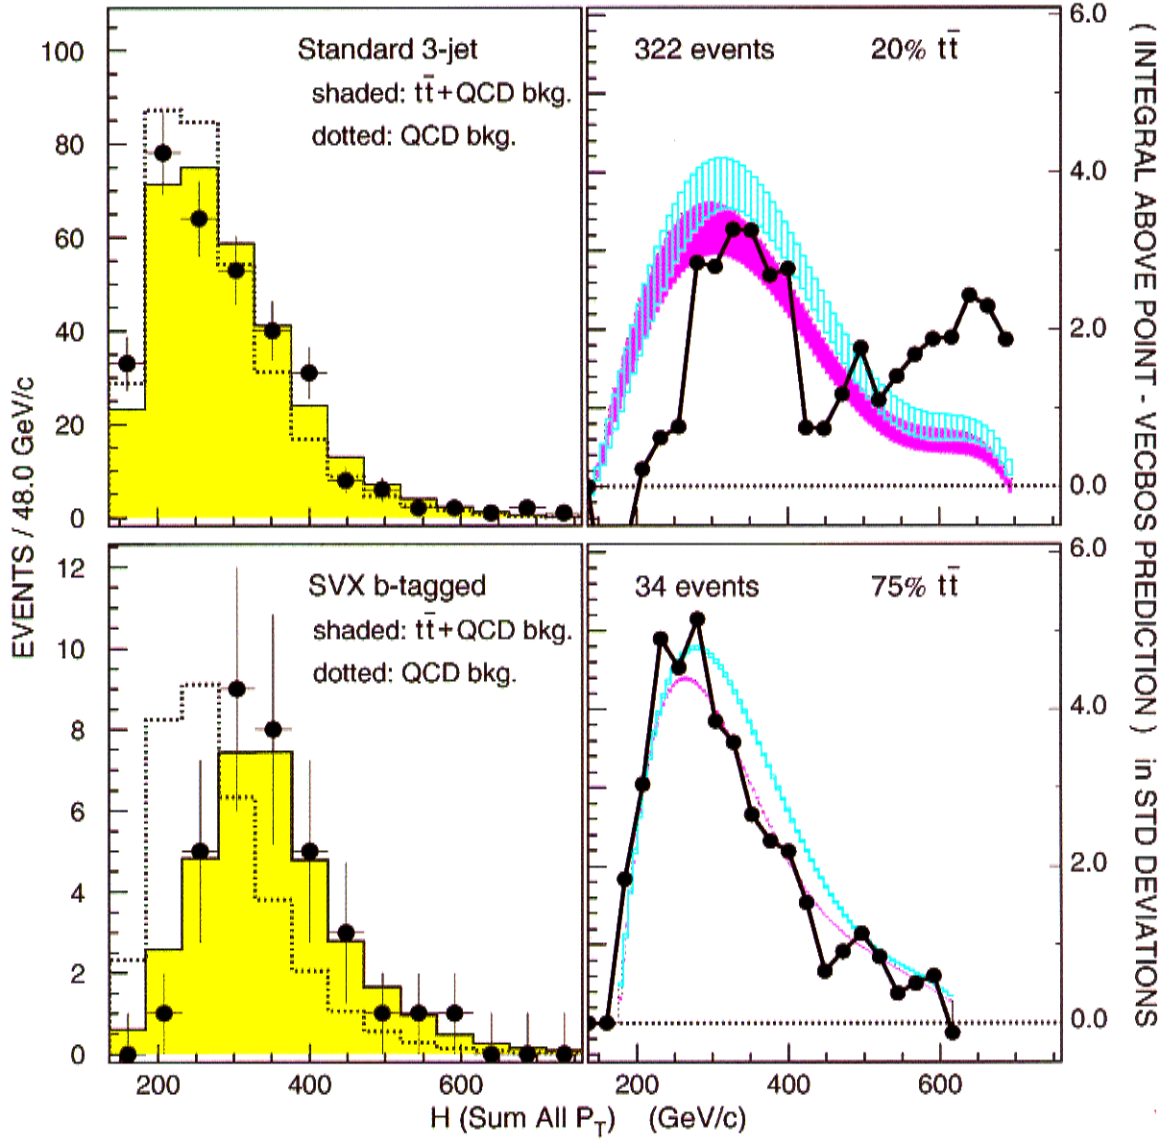 Standard 3-jet
shaded: tt̄+QCD bkg.
dotted: QCD bkg.
100
80
60
40
20
0
322 events 20% tt̄
6.0
4.0
2.0
0.0
SVX b-tagged
shaded: tt̄+QCD bkg.
dotted: QCD bkg.
12
10
8
6
4
2
0
34 events 75% tt̄
6.0
4.0
2.0
0.0
200 400 600
200 400 600
H (Sum All P_T) (GeV/c)
EVENTS / 48.0 GeV/c
( INTEGRAL ABOVE POINT - VECBOS PREDICTION ) in STD DEVIATIONS